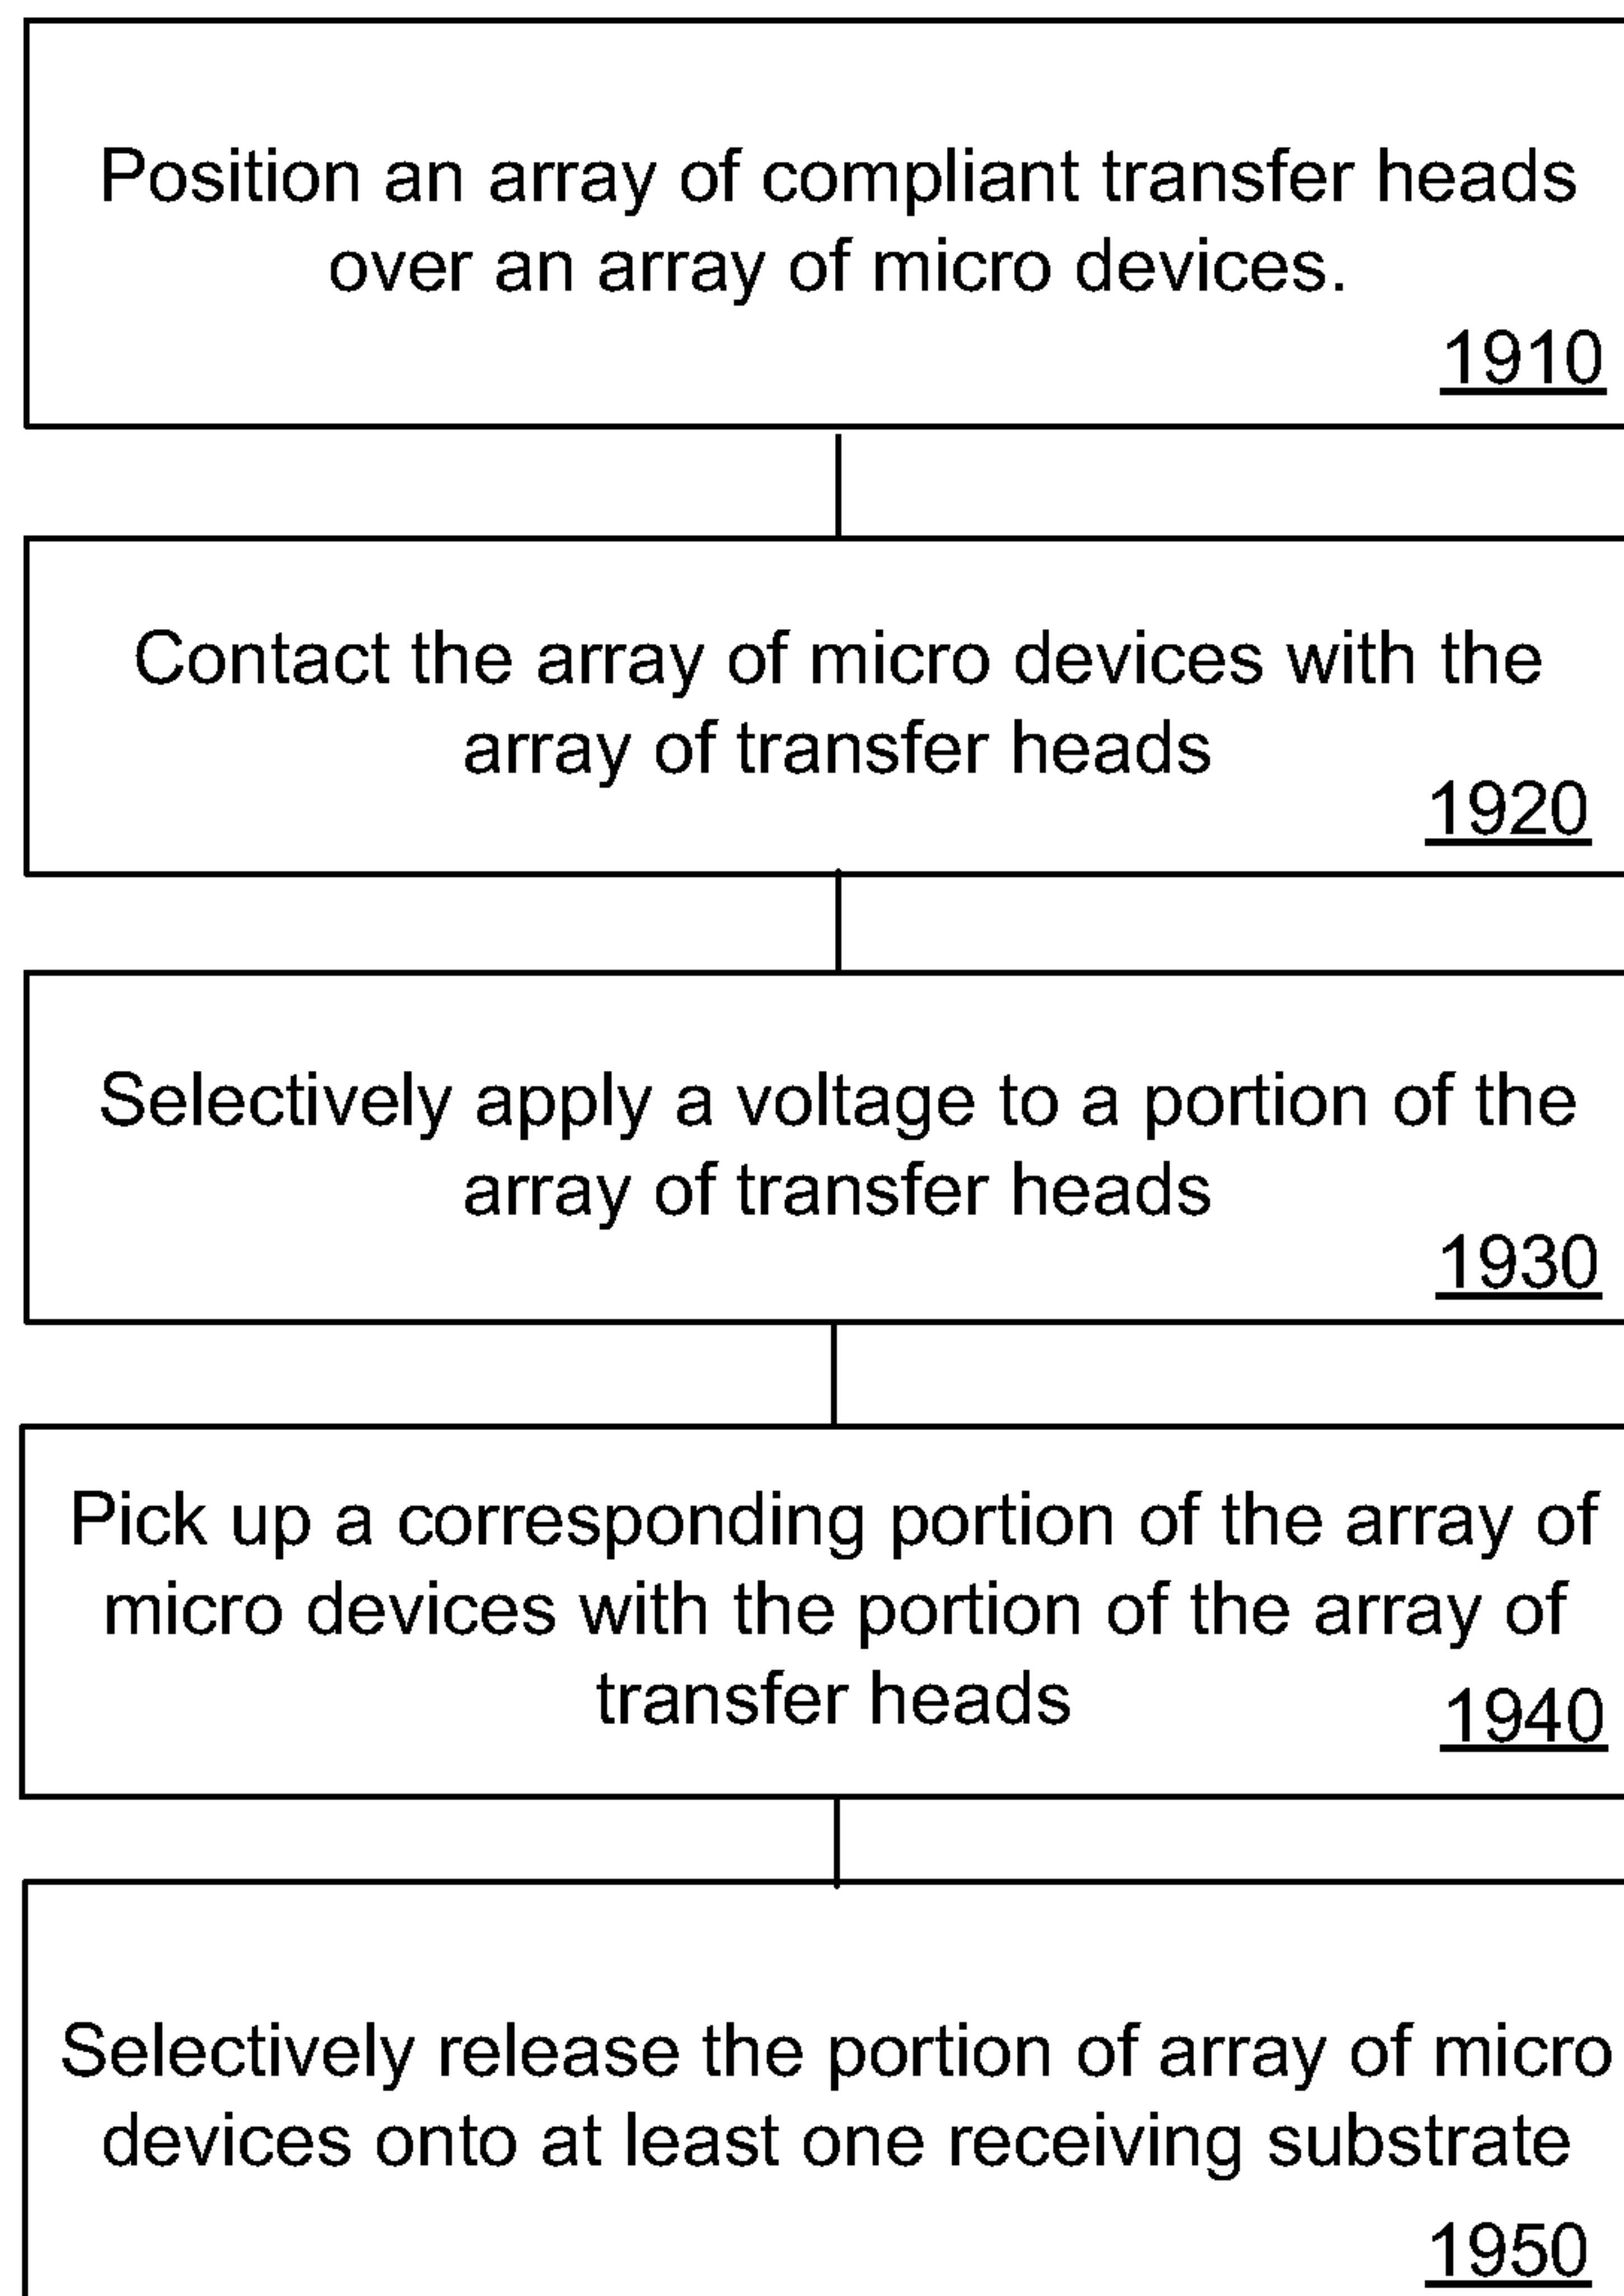 Position an array of compliant transfer heads
over an array of micro devices.
1910
Contact the array of micro devices with the
array of transfer heads
1920
Selectively apply a voltage to a portion of the
array of transfer heads
1930
Pick up a corresponding portion of the array of
micro devices with the portion of the array of
transfer heads
1940
Selectively release the portion of array of micro
devices onto at least one receiving substrate
1950